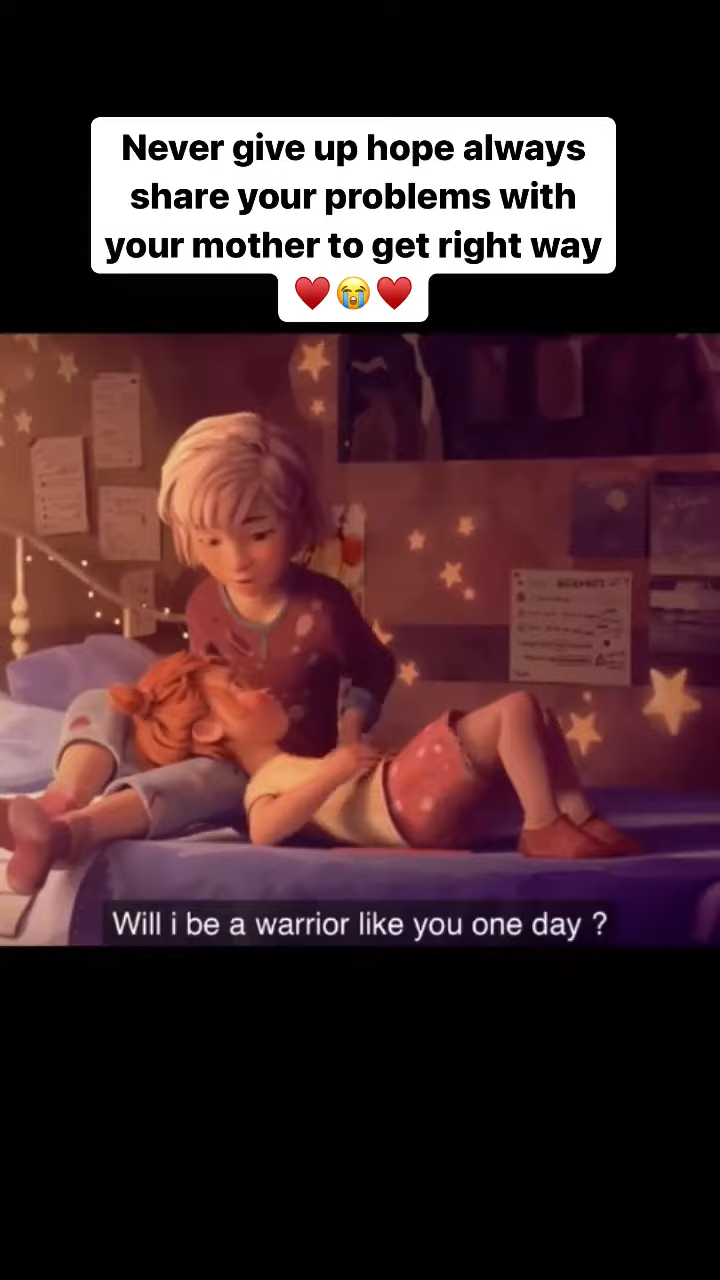 Never give up hope always
share your problems with
your mother to get right way
♥️😭♥️
Will i be a warrior like you one day ?